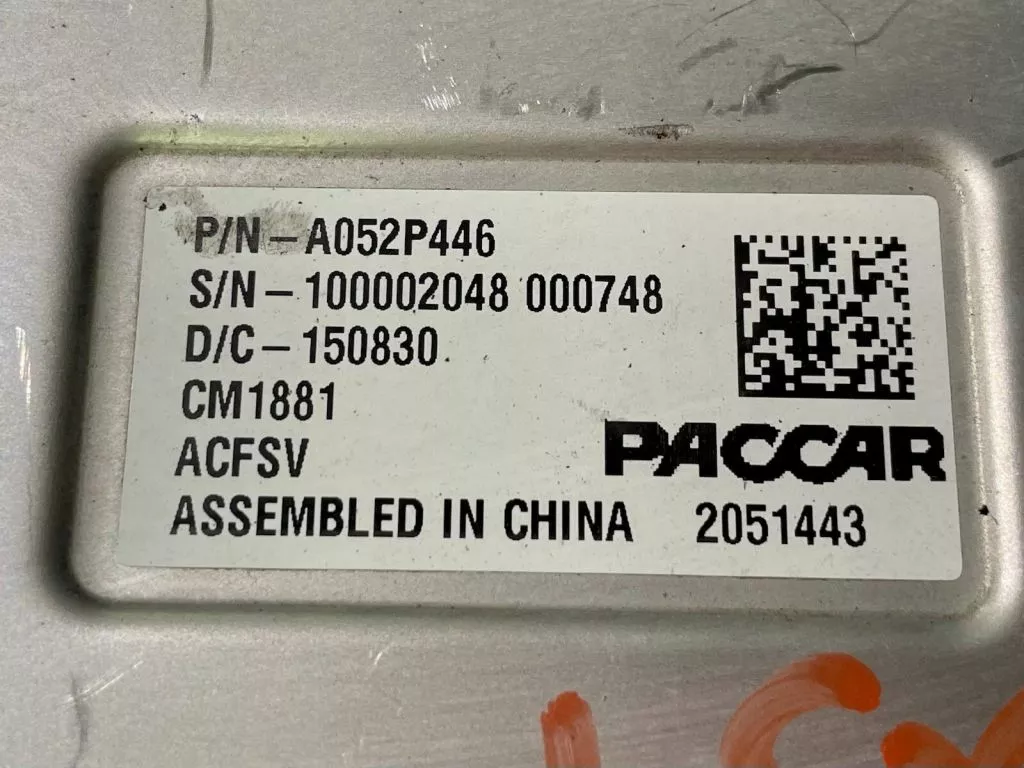 P/N-A052P446
S/N-100002048 000748
D/C-150830
CM1881
ACFSV
PACCAR
ASSEMBLED IN CHINA 2051443